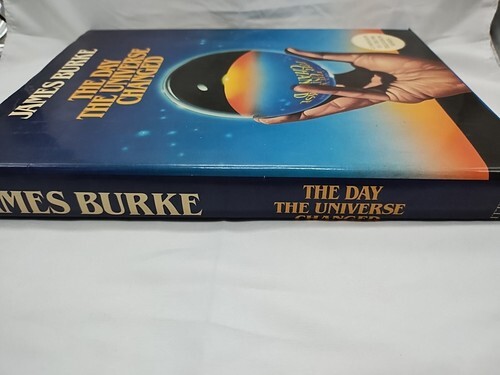 JAMES BURKE
THE DAY
THE UNIVERSE
CHANGED
MES BURKE
THE DAY
THE UNIVERSE
CHANGED